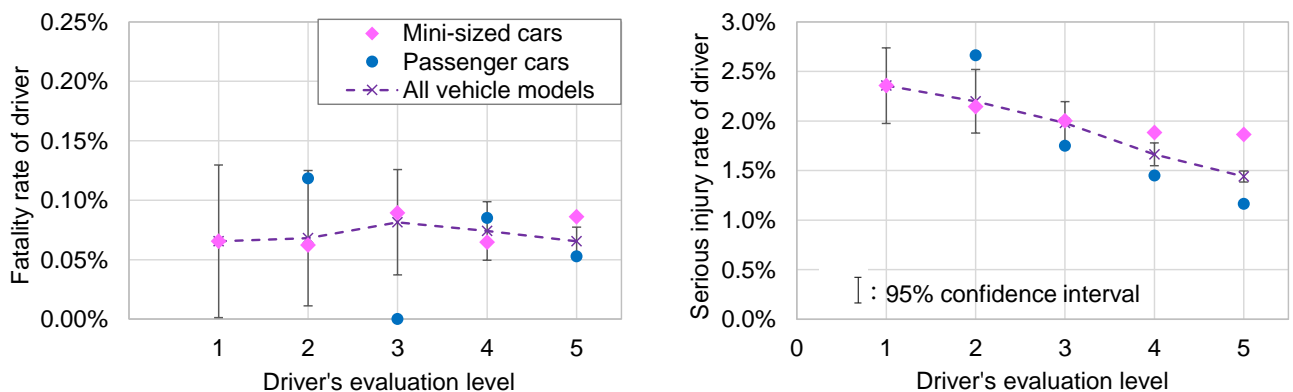 0.25%
0.20%
0.15%
0.10%
0.05%
0.00%
Fatality rate of driver
Mini-sized cars
Passenger cars
All vehicle models
1 2 3 4 5
Driver's evaluation level
3.0%
2.5%
2.0%
1.5%
1.0%
0.5%
0.0%
Serious injury rate of driver
: 95% confidence interval
0 1 2 3 4 5
Driver's evaluation level